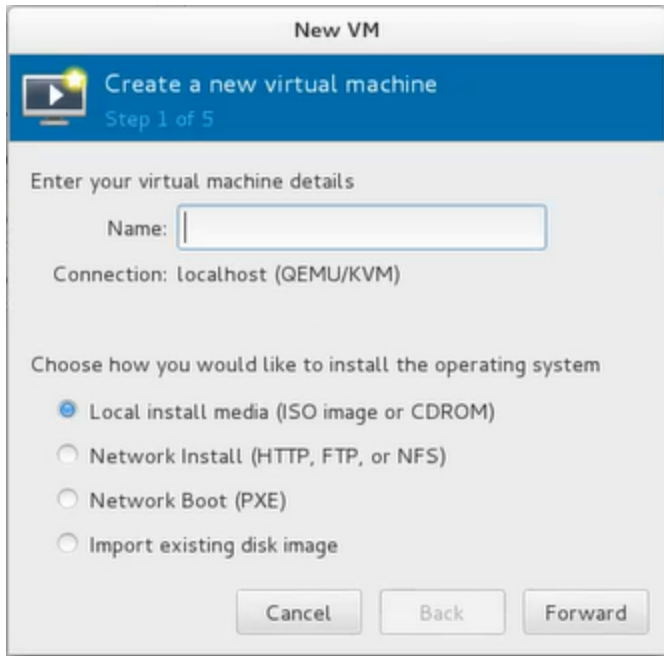 New VM
Create a new virtual machine
Step 1 of 5
Enter your virtual machine details
Name:
Connection: localhost (QEMU/KVM)
Choose how you would like to install the operating system
Local install media (ISO image or CDROM)
Network Install (HTTP, FTP, or NFS)
Network Boot (PXE)
Import existing disk image
Cancel Back Forward